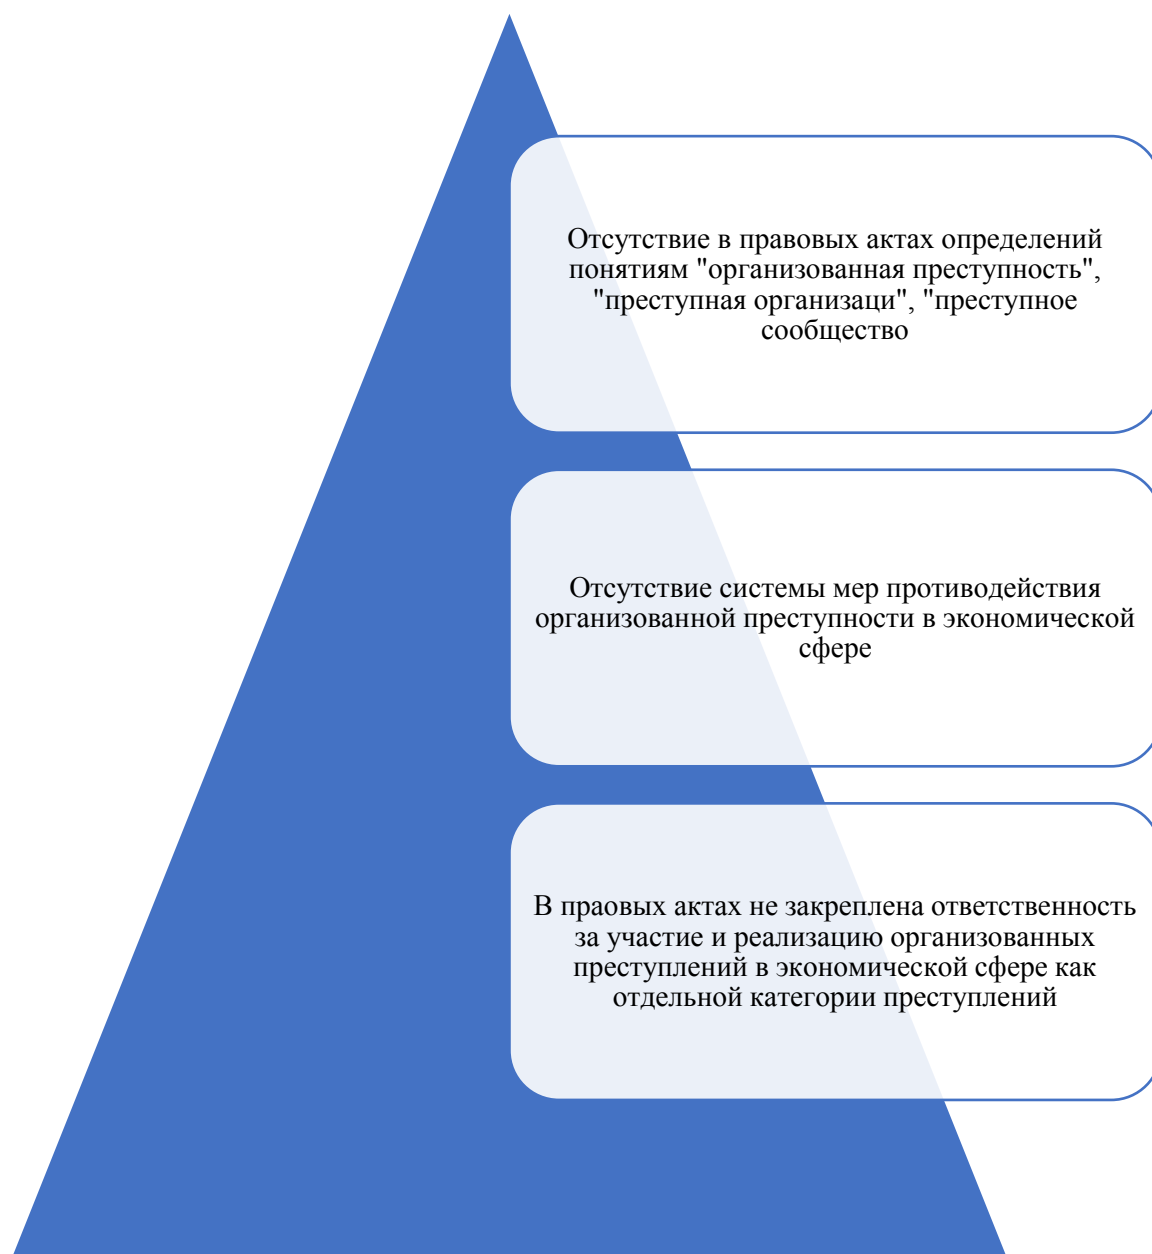 Отсутствие в правовых актах определений
понятиям "организованная преступность",
"преступная организаци", "преступное
сообщество
Отсутствие системы мер противодействия
организованной преступности в экономической
сфере
В праовых актах не закреплена ответственность
за участие и реализацию организованных
преступлений в экономической сфере как
отдельной категории преступлений